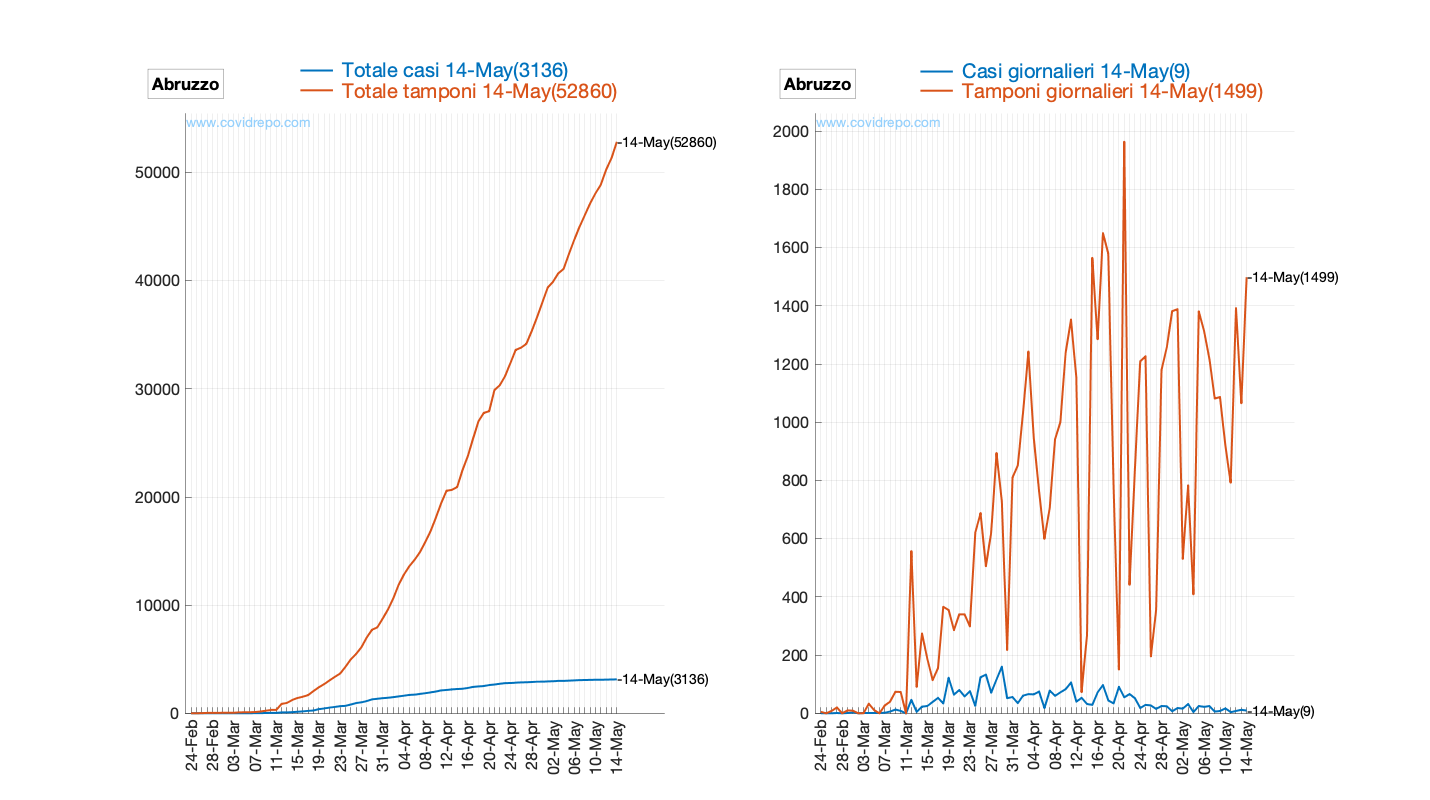 Abruzzo
Totale casi 14-May(3136)
Totale tamponi 14-May(52860)
www.covidrepo.com
14-May(52860)
14-May(3136)
50000
40000
30000
20000
10000
0
24-Feb
28-Feb
03-Mar
07-Mar
11-Mar
15-Mar
19-Mar
23-Mar
27-Mar
31-Mar
04-Apr
08-Apr
12-Apr
16-Apr
20-Apr
24-Apr
28-Apr
02-May
06-May
10-May
14-May
Abruzzo
Casi giornalieri 14-May(9)
Tamponi giornalieri 14-May(1499)
www.covidrepo.com
14-May(1499)
14-May(9)
2000
1800
1600
1400
1200
1000
800
600
400
200
0
24-Feb
28-Feb
03-Mar
07-Mar
11-Mar
15-Mar
19-Mar
23-Mar
27-Mar
31-Mar
04-Apr
08-Apr
12-Apr
16-Apr
20-Apr
24-Apr
28-Apr
02-May
06-May
10-May
14-May